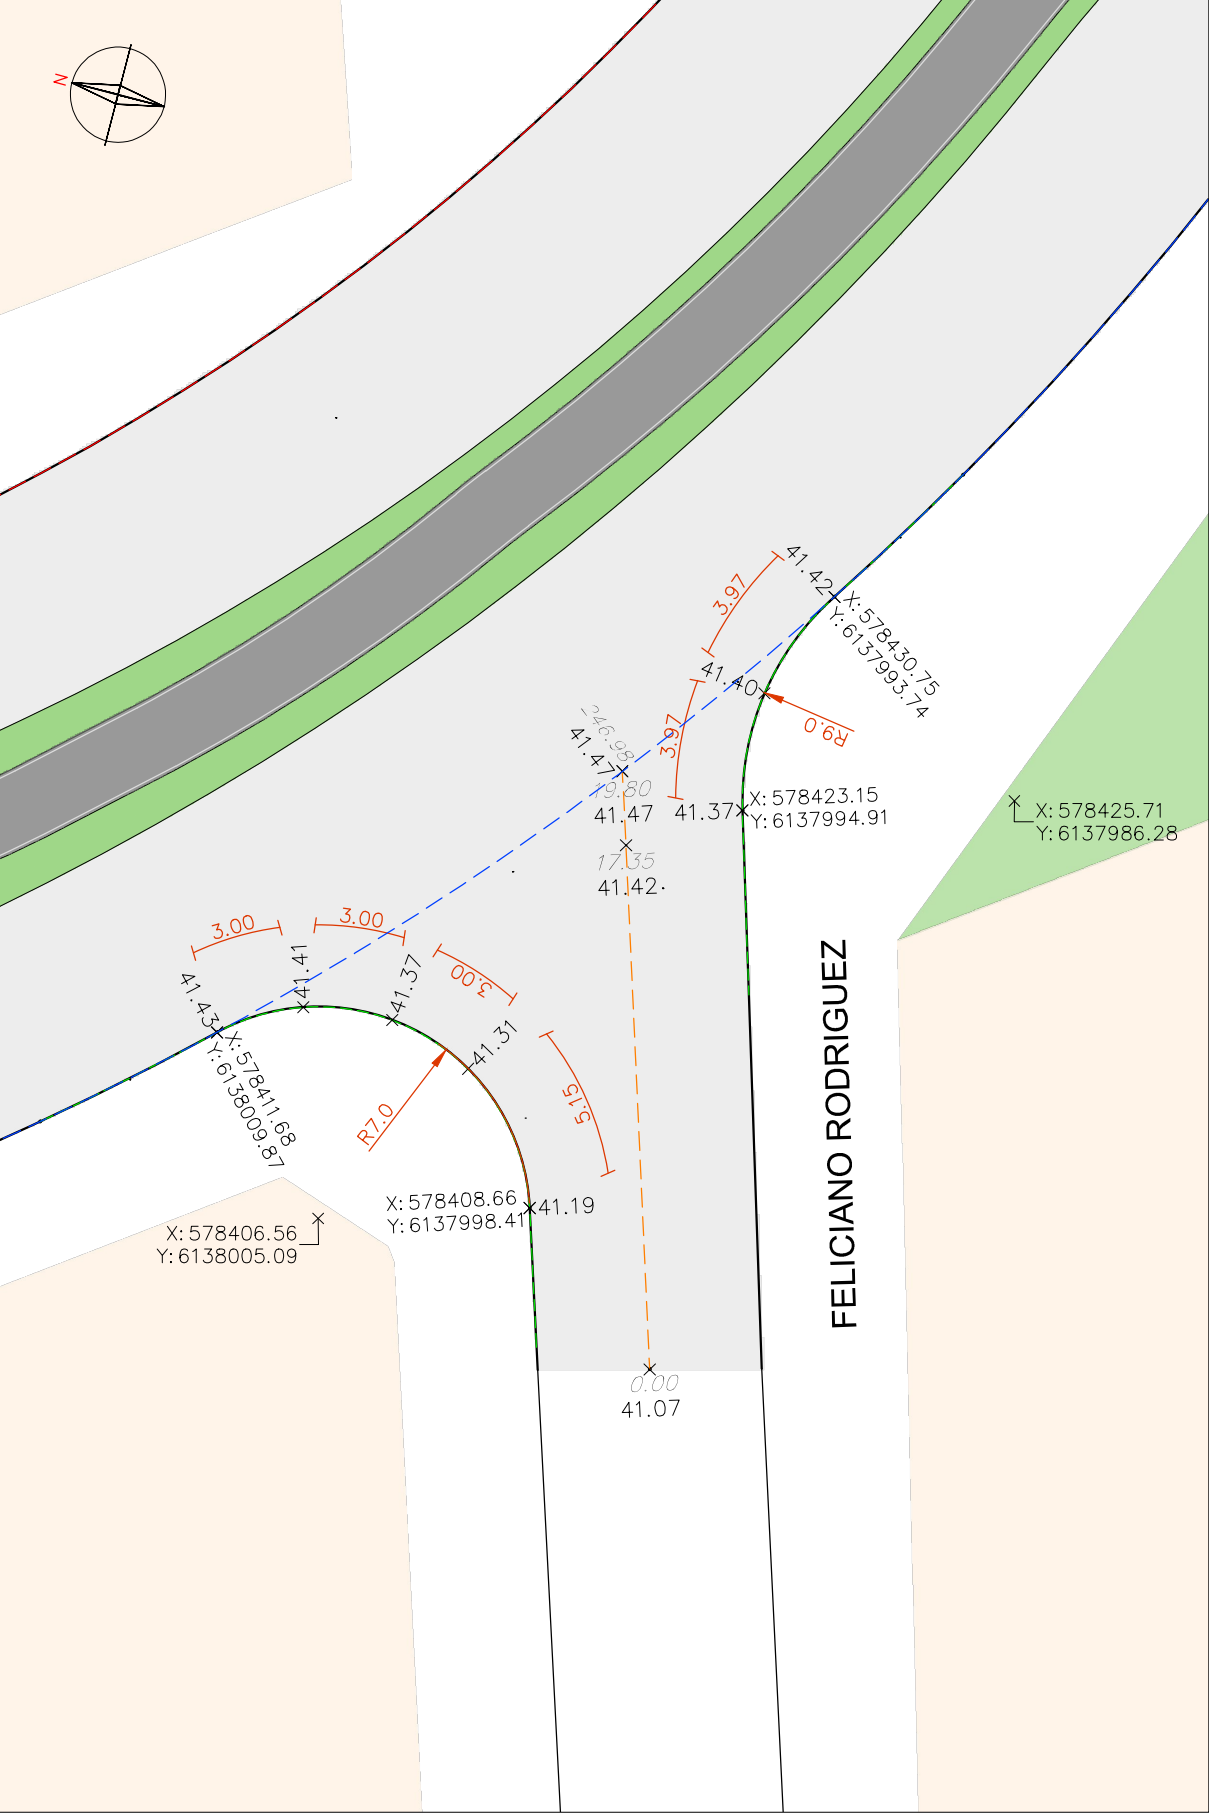 N
41.42
X: 578430.75
Y: 6137993.74
3.97
41.40
R9.0
3.97
246.98
41.47
19.80
41.47
41.37
X: 578423.15
Y: 6137994.91
X: 578425.71
Y: 6137986.28
17.35
41.42
3.00
3.00
41.41
41.37
3.00
41.43
X: 578411.68
Y: 6138009.87
41.31
R7.0
5.15
FELICIANO RODRIGUEZ
X: 578408.66
Y: 6137998.41
41.19
X: 578406.56
Y: 6138005.09
0.00
41.07